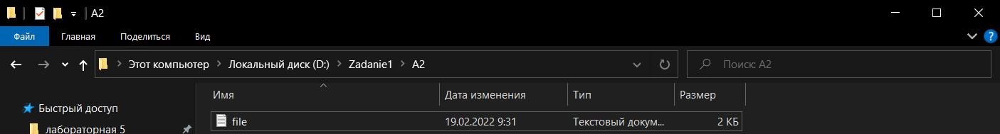 A2
Файл Главная Поделиться Вид
Этот компьютер Локальный диск (D:) Zadanie1 A2 Поиск: A2
Имя Дата изменения Тип Размер
Быстрый доступ
file 19.02.2022 9:31 Текстовый докум... 2 КБ
лабораторная 5